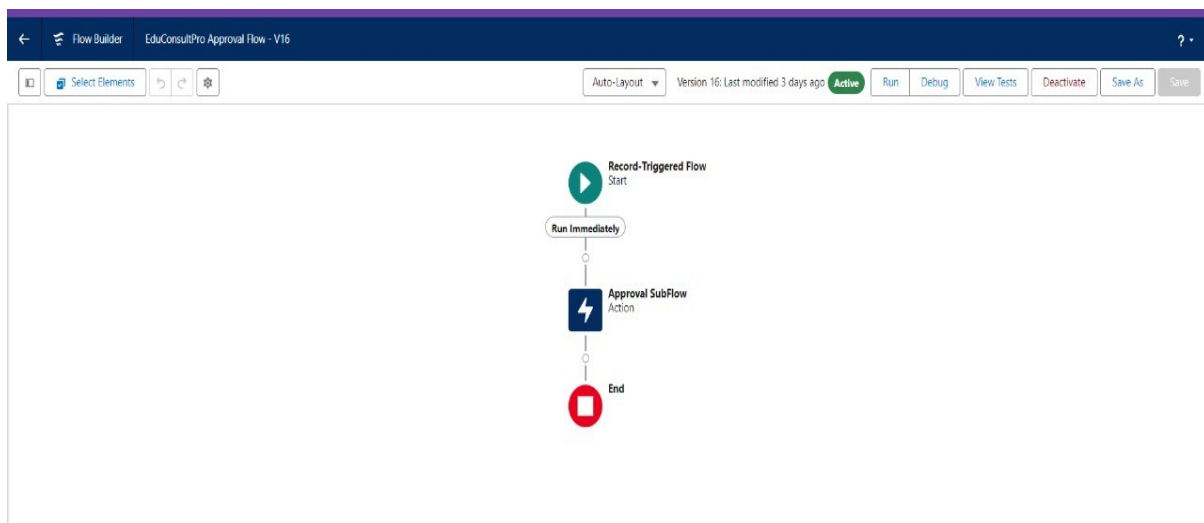 Flow Builder EduConsultPro Approval Flow - V16 ?
Select Elements Auto-Layout Version 16: Last modified 3 days ago Active Run Debug View Tests Deactivate Save As Save
Record-Triggered Flow
Start
Run Immediately
Approval SubFlow
Action
End